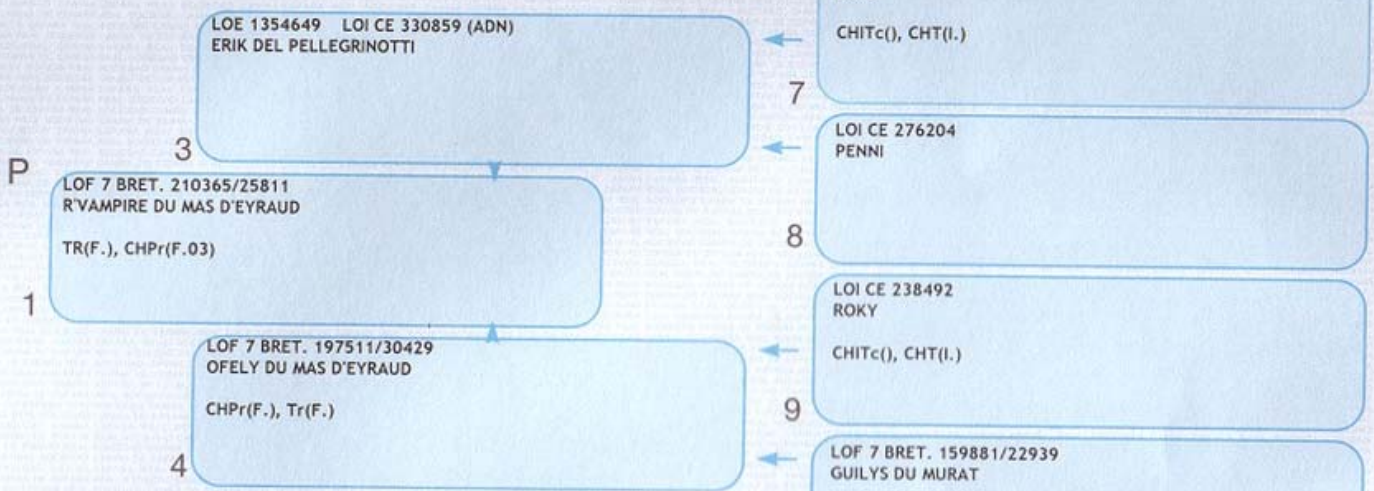 LOE 1354649 LOI CE 330859 (ADN)
ERIK DEL PELLEGRINOTTI
3
P
LOF 7 BRET. 210365/25811
R'VAMPIRE DU MAS D'EYRAUD
TR(F.), CHPr(F.03)
1
LOF 7 BRET. 197511/30429
OFELY DU MAS D'EYRAUD
CHPr(F.), Tr(F.)
4
CHITc(), CHT(I.)
7
LOI CE 276204
PENNI
8
LOI CE 238492
ROKY
CHITc(), CHT(I.)
9
LOF 7 BRET. 159881/22939
GUILYS DU MURAT